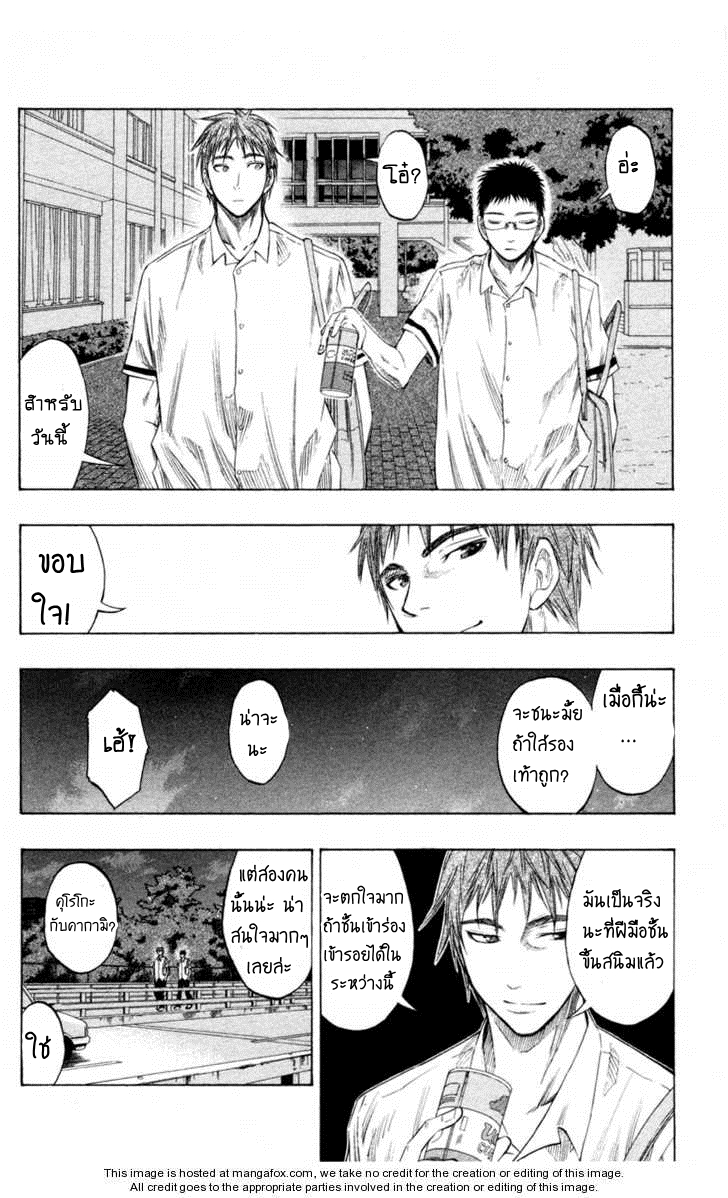 อ่ะ
โอ๋?
สำหรับ
วันนี้
ขอบ
ใจ!
เมื่อกี้น่ะ
...
จะชนะมั้ย
ถ้าใส่รอง
เท้าถูก?
น่าจะ
นะ
เฮ้!
มันเป็นจริง
นะที่ฝีมือชั้น
ขึ้นสนิมแล้ว
จะตกใจมาก
ถ้าชั้นเข้าร่อง
เข้ารอยได้ใน
ระหว่างนี้
แต่สองคน
นั้นน่ะ น่า
สนใจมากๆ
เลยล่ะ
คุโรโกะ
กับคากามิ?
ใช่
This image is hosted at mangafox.com, we take no credit for the creation or editing of this image.
All credit goes to the appropriate parties involved in the creation or editing of this image.